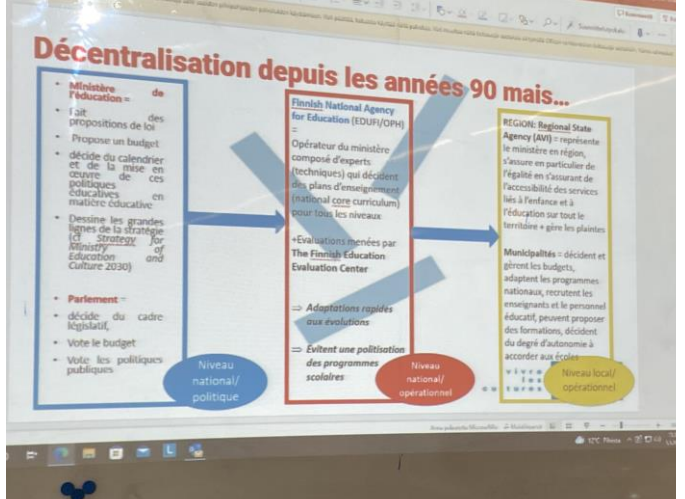 Décentralisation depuis les années 90 mais...
• Ministère de
l'éducation =
• Fait des
propositions de loi
• Propose un budget
• décide du calendrier
et de la mise en
œuvre de ces
politiques
éducatives en
matière éducative
• Dessine les grandes
lignes de la stratégie
(cf Strategy for
Ministry of
Education and
Culture 2030)
• Parlement =
• décide du cadre
législatif,
• Vote le budget
• Vote les politiques
publiques
Niveau
national/
politique
Finnish National Agency
for Education (EDUFI/OPH)
=
Opérateur du ministère
composé d'experts
(techniques) qui décident
des plans d'enseignement
(national core curriculum)
pour tous les niveaux
+Evaluations menées par
The Finnish Education
Evaluation Center
⇒ Adaptations rapides
aux évolutions,
⇒ Évitent une politisation
des programmes
scolaires
Niveau
national/
opérationnel
REGION: Regional State
Agency (AVI) = représente
le ministère en région,
s'assure en particulier de
l'égalité en s'assurant de
l'accessibilité des services
liés à l'enfance et à
l'éducation sur tout le
territoire + gère les plaintes
Municipalités = décident et
gèrent les budgets,
adaptent les programmes
nationaux, recrutent les
enseignants et le personnel
éducatif, peuvent proposer
des formations, décident
du degré d'autonomie à
accorder aux écoles
Niveau local/
opérationnel
12°C